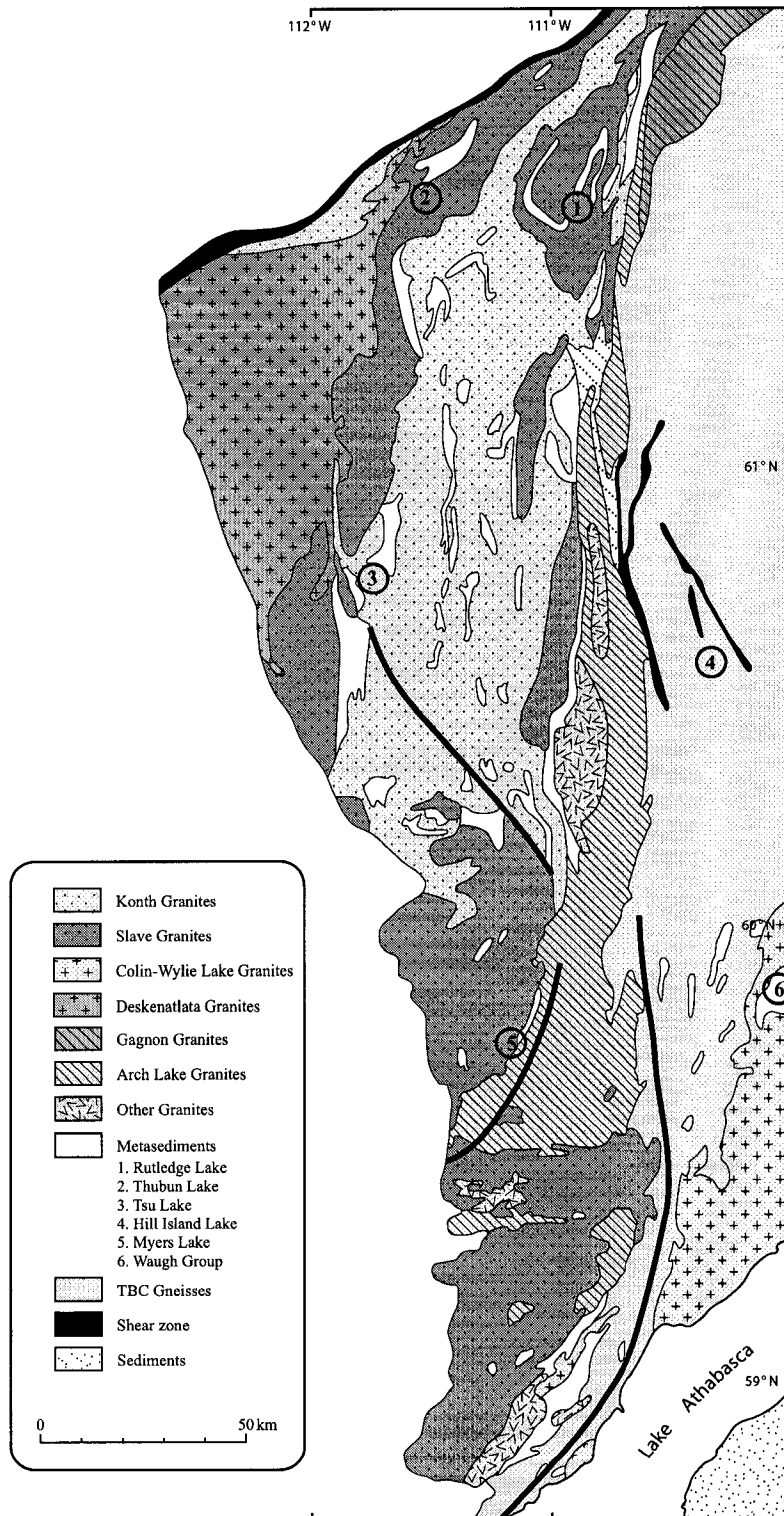 112°W
111°W
2
1
61°N
3
4
60°N
6
5
Konth Granites
Slave Granites
Colin-Wylie Lake Granites
Deskenatlata Granites
Gagnon Granites
Arch Lake Granites
Other Granites
Metasediments
1. Rutledge Lake
2. Thubun Lake
3. Tsu Lake
4. Hill Island Lake
5. Myers Lake
6. Waugh Group
TBC Gneisses
Shear zone
Sediments
0 50 km
59°N
Lake Athabasca